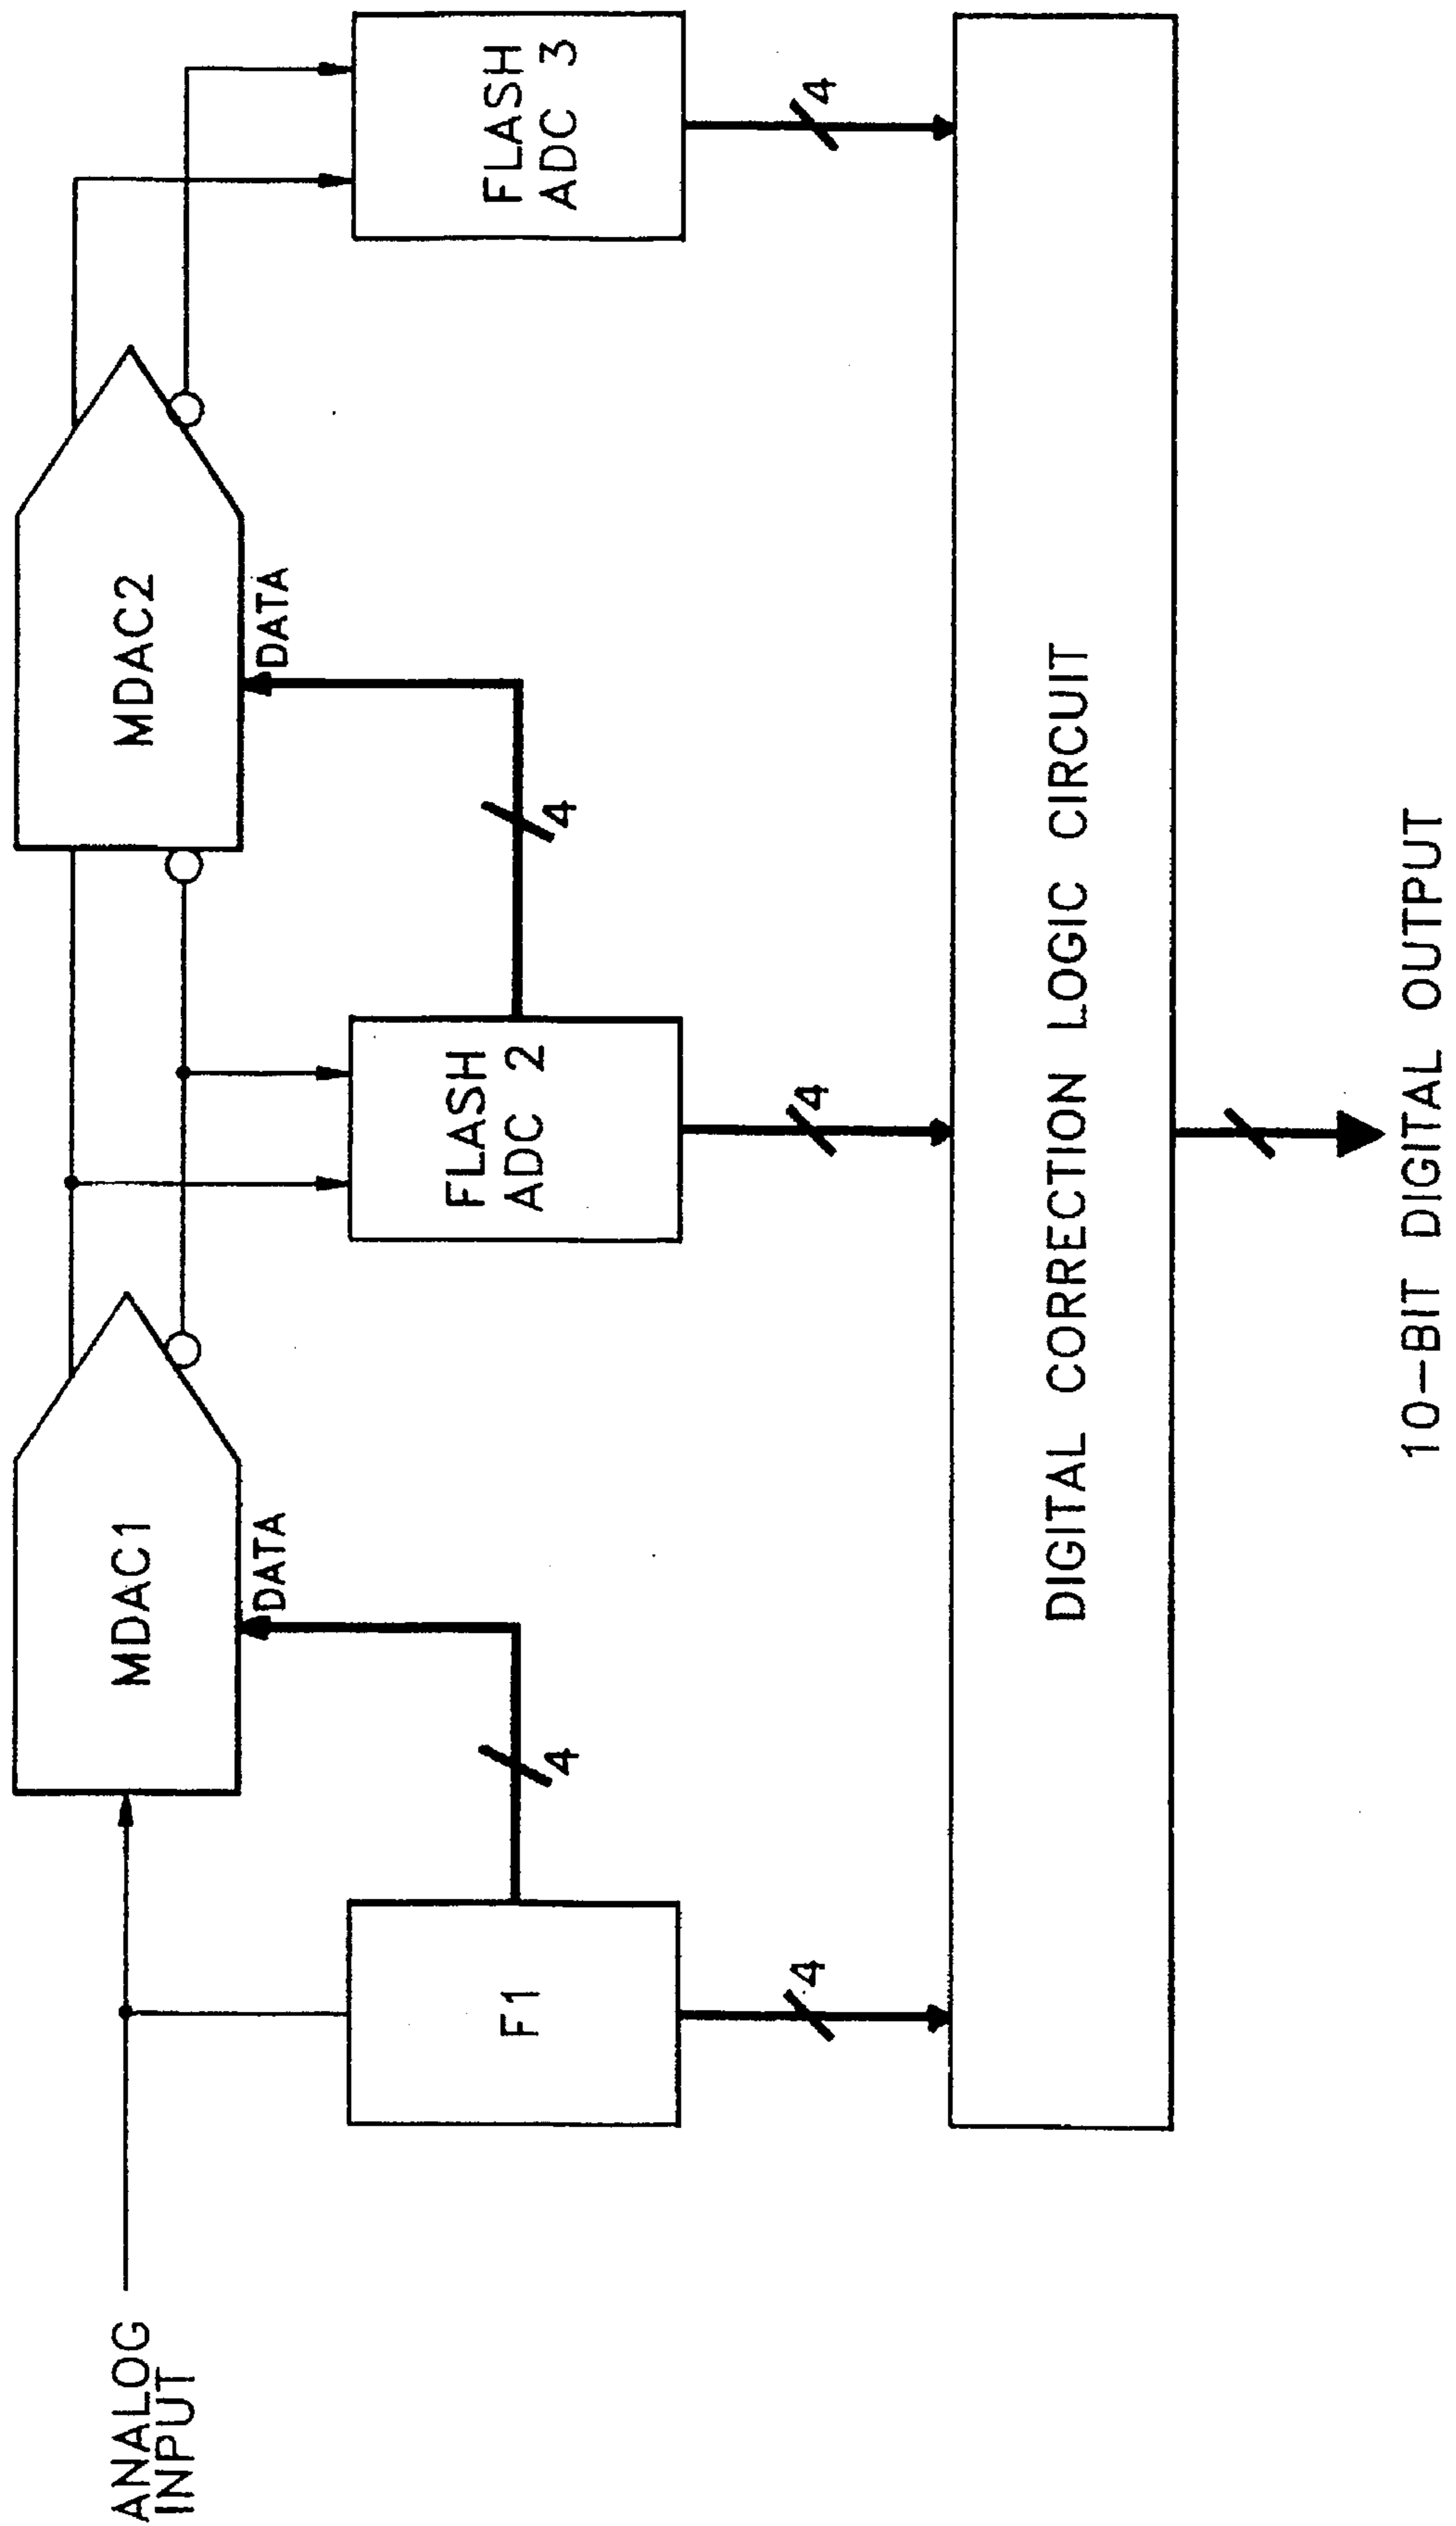 ANALOG
INPUT
MDAC1
DATA
MDAC2
DATA
F1
4
FLASH
ADC 2
4
FLASH
ADC 3
4
4
4
DIGITAL CORRECTION LOGIC CIRCUIT
10-BIT DIGITAL OUTPUT